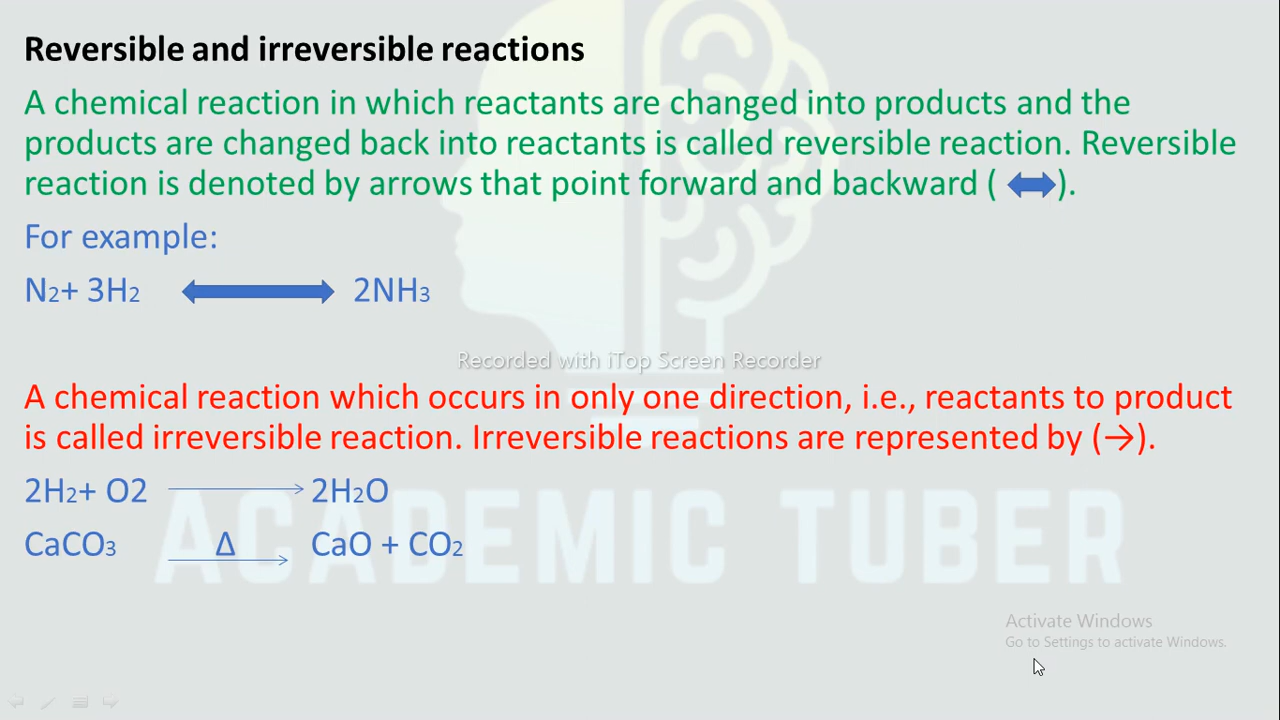 Reversible and irreversible reactions
A chemical reaction in which reactants are changed into products and the
products are changed back into reactants is called reversible reaction. Reversible
reaction is denoted by arrows that point forward and backward ( ⬌ ).
For example:
N₂+ 3H₂ ⬌ 2NH₃
Recorded with iTop Screen Recorder
A chemical reaction which occurs in only one direction, i.e., reactants to product
is called irreversible reaction. Irreversible reactions are represented by (→).
2H₂+ O2 → 2H₂O
CaCO₃ Δ→ CaO + CO₂
ACADEMIC TUBER
Activate Windows
Go to Settings to activate Windows.